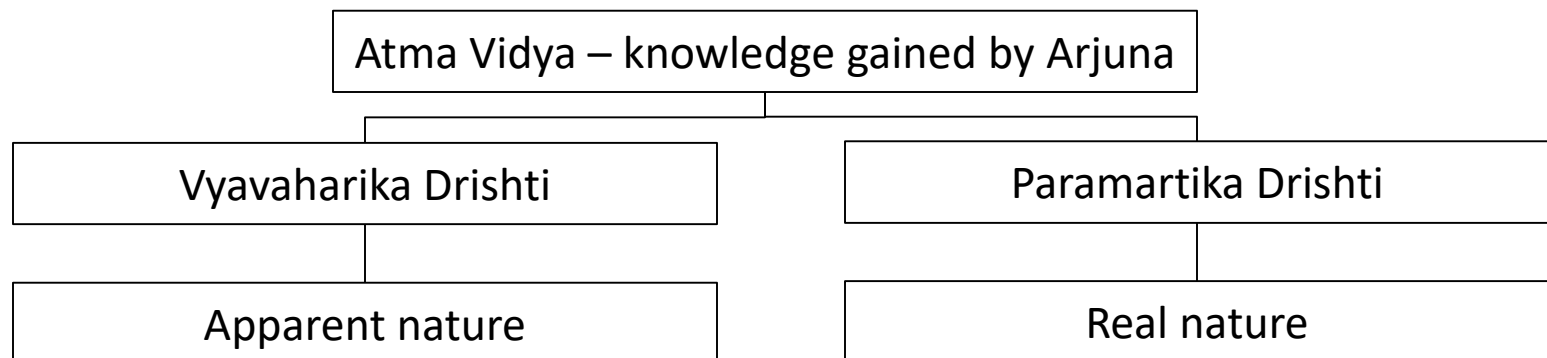 Atma Vidya – knowledge gained by Arjuna
Vyavaharika Drishti
Paramartika Drishti
Apparent nature
Real nature